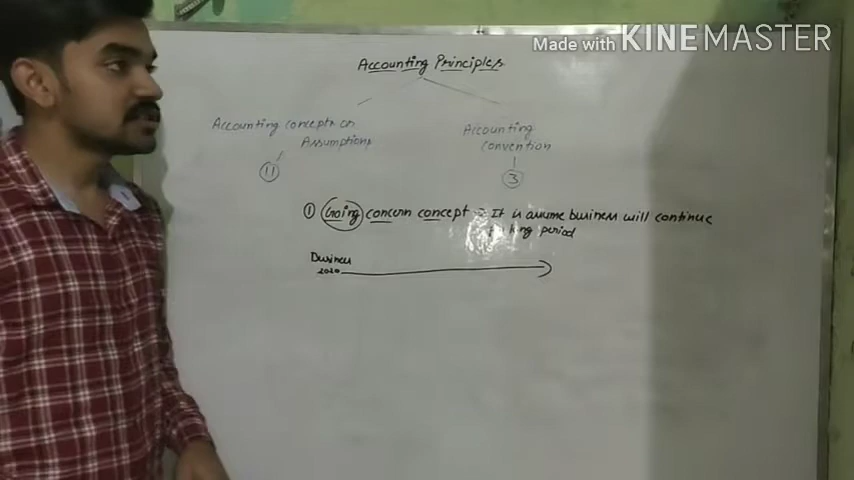 Made with KINEMASTER
Accounting Principles
Accounting concepts or
Assumptions
11
Accounting
Convention
3
① Going concern concept = It is assume business will continue
long period
Business
2020